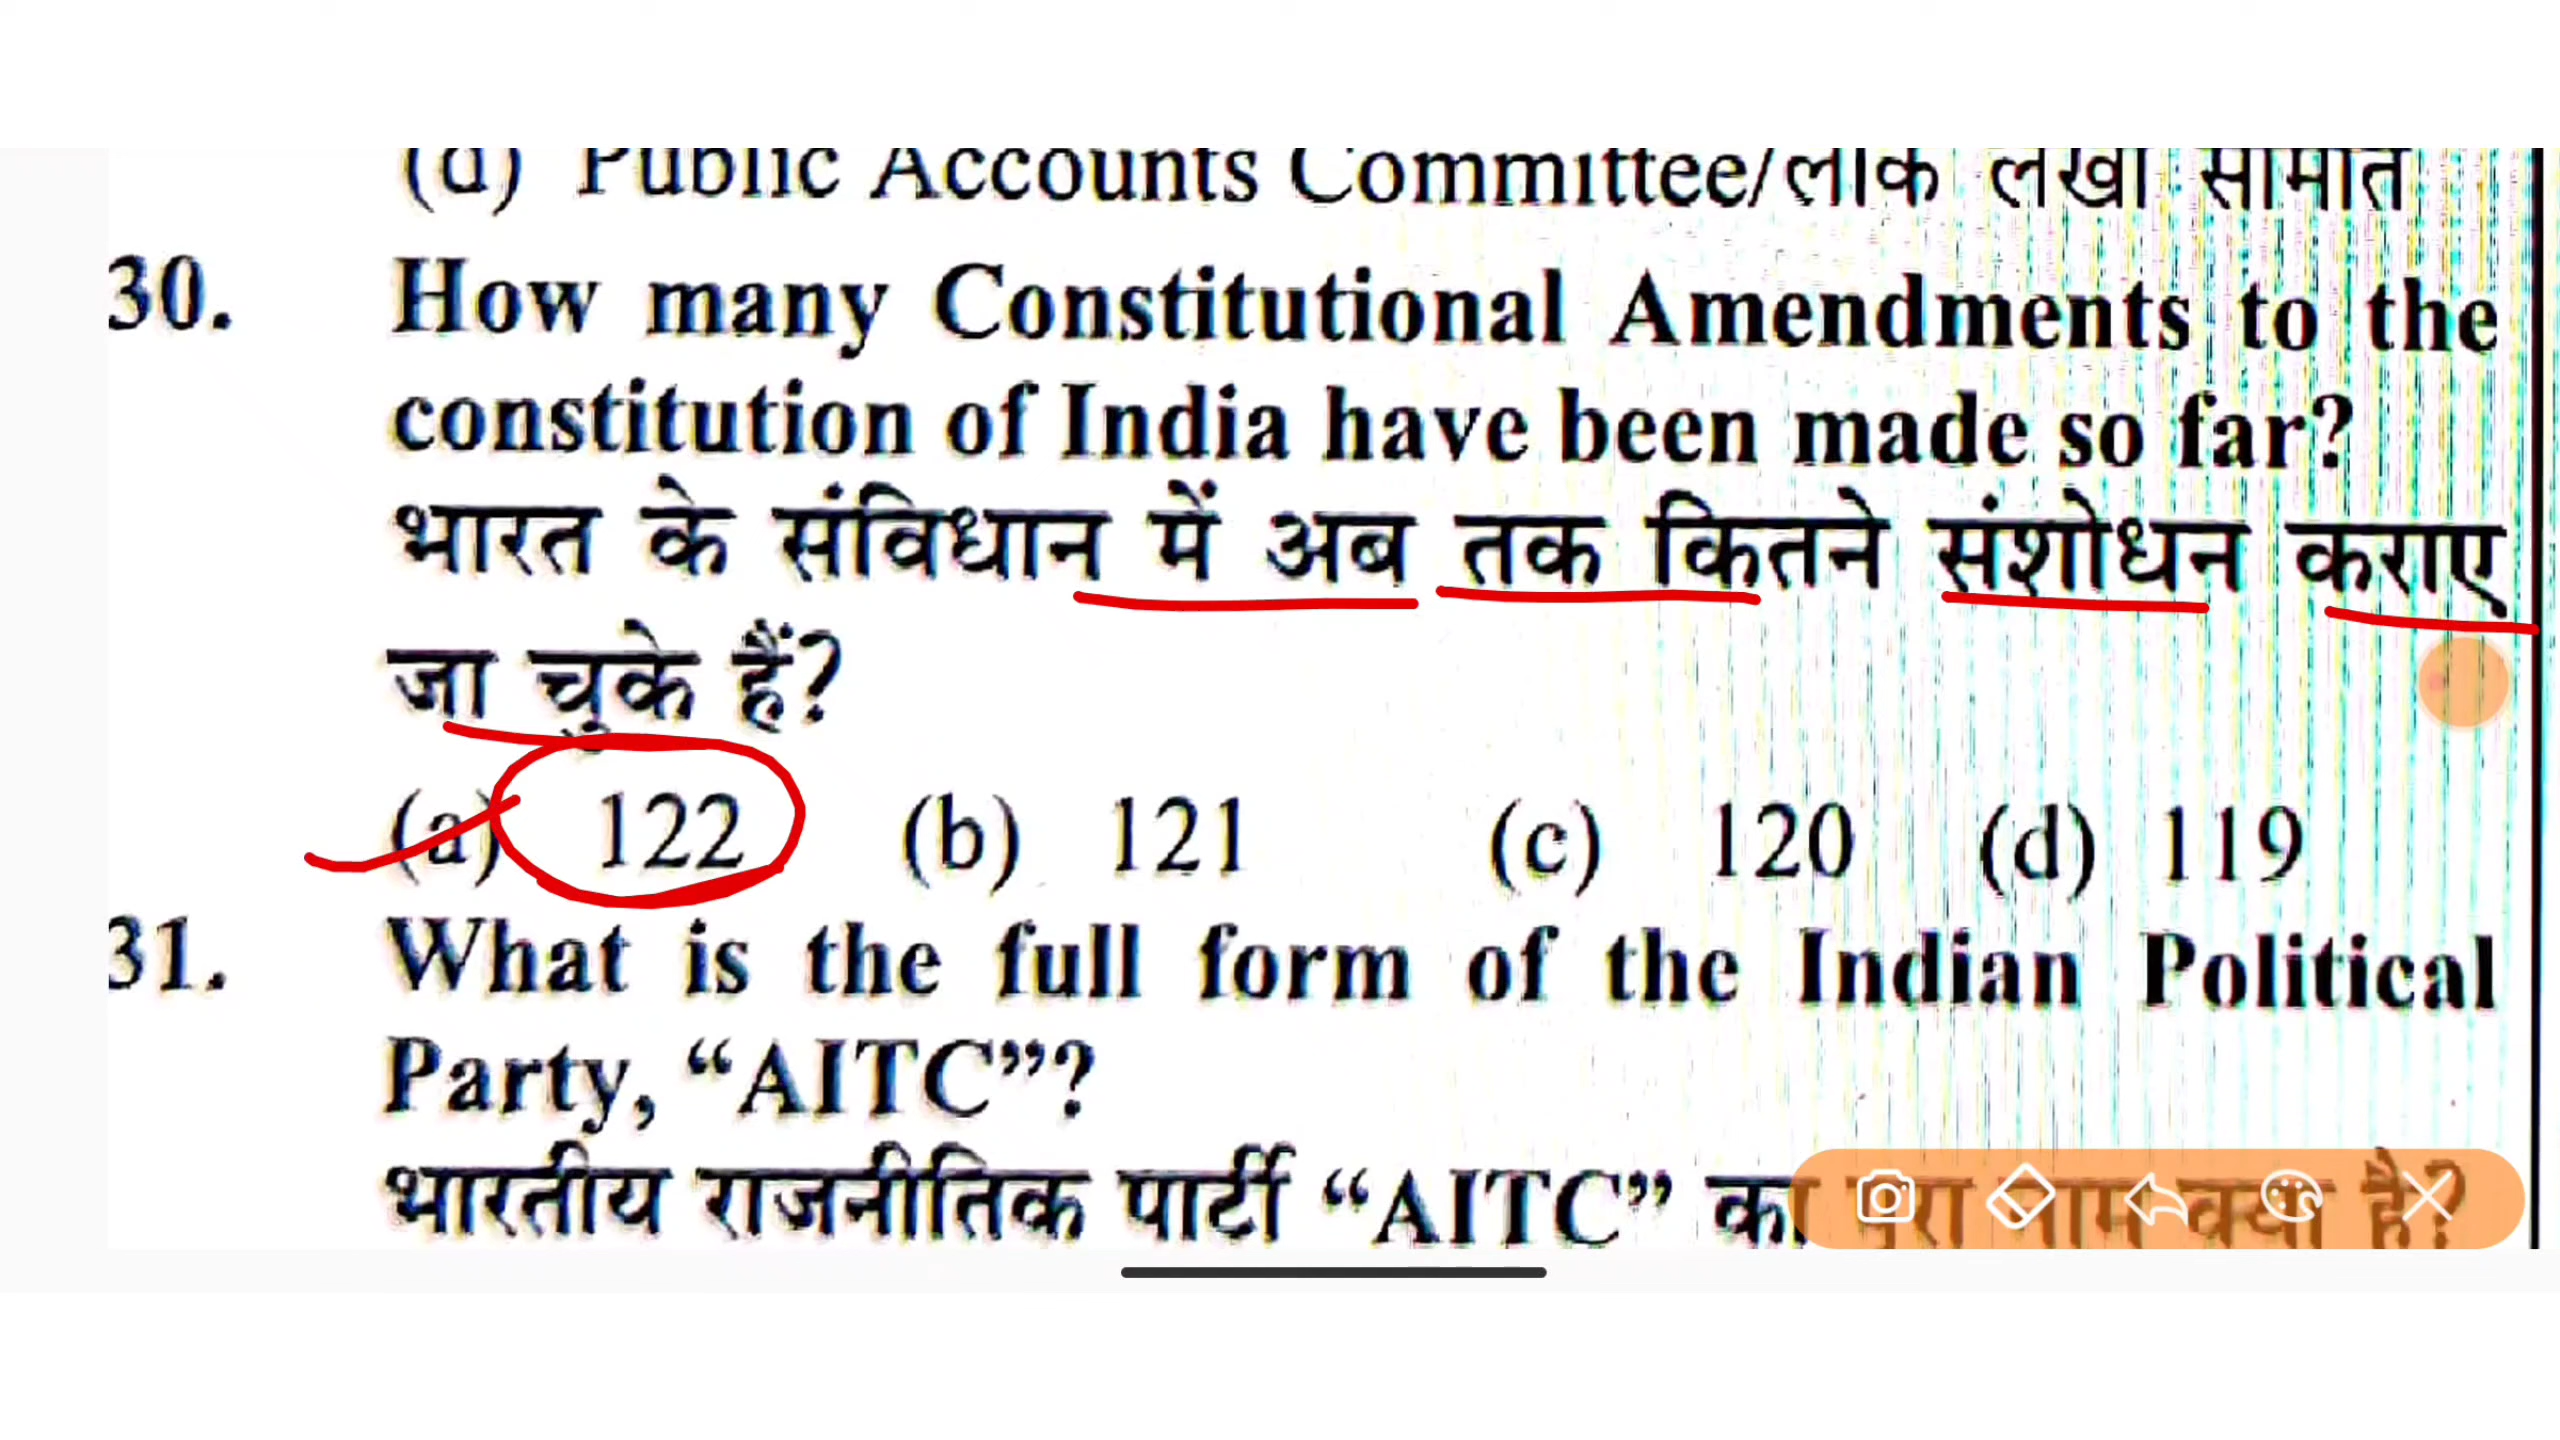 (d) Public Accounts Committee/लोक लेखा समिति
30. How many Constitutional Amendments to the
constitution of India have been made so far?
भारत के संविधान में अब तक कितने संशोधन कराए
जा चुके हैं?
(a) 122 (b) 121 (c) 120 (d) 119
31. What is the full form of the Indian Political
Party, “AITC”?
भारतीय राजनीतिक पार्टी “AITC” का पूरा नाम क्या है?